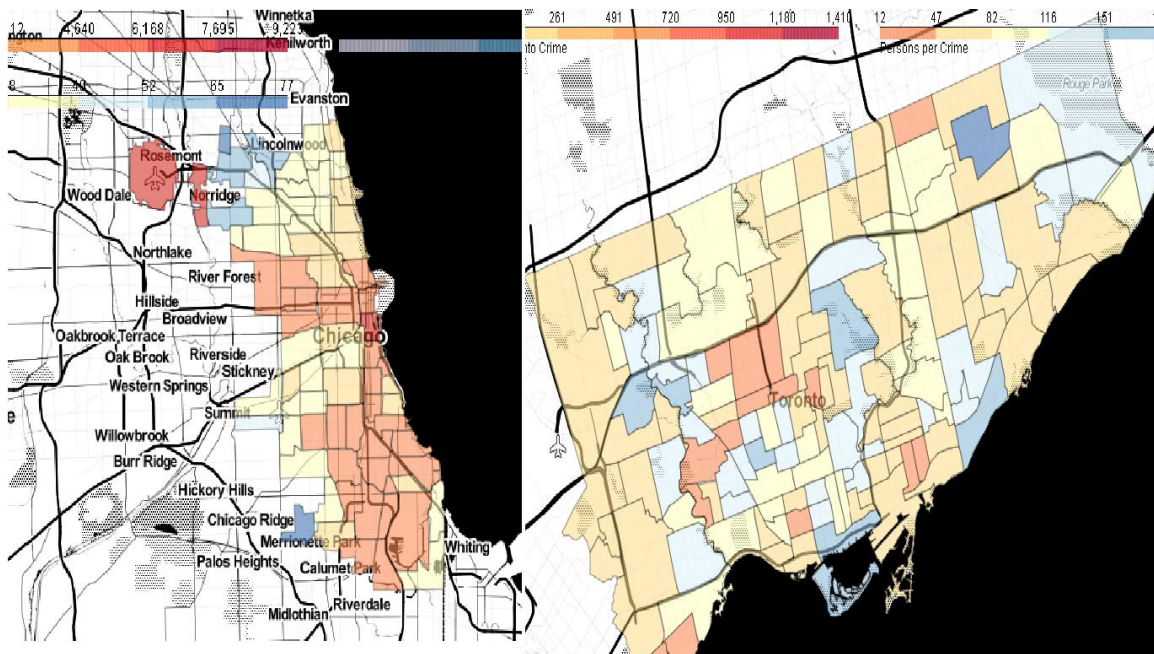 Winnetka
4,640 6,168 7,695 9,223
Kenilworth
52 65 77
Evanston
Lincolnwood
Rosemont
Wood Dale
Norridge
Northlake
River Forest
Hillside
Broadview
Oakbrook Terrace
Chicago
Oak Brook
Riverside
Stickney
Western Springs
Summit
Willowbrook
Burr Ridge
Hickory Hills
Chicago Ridge
Merrionette Park
Whiting
Palos Heights
Calumet Park
Riverdale
Midlothian
261 491 720 950 1,180 1,410
12 47 82 116 151
to Crime
Persons per Crime
Rouge Park
Toronto